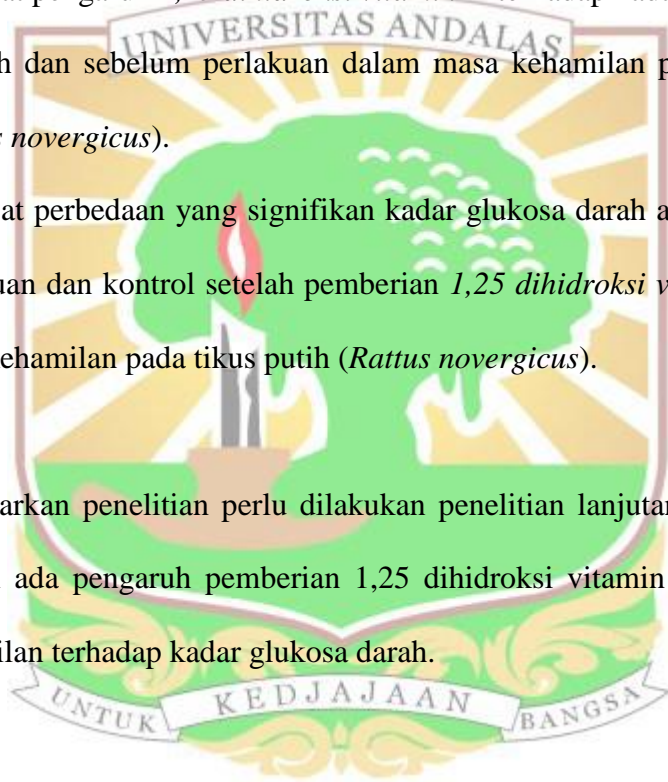 UNIVERSITAS ANDALAS
h dan sebelum perlakuan dalam masa kehamilan p
s novergicus).
at perbedaan yang signifikan kadar glukosa darah a
uan dan kontrol setelah pemberian 1,25 dihidroksi v
kehamilan pada tikus putih (Rattus novergicus).
arkan penelitian perlu dilakukan penelitian lanjutar
ada pengaruh pemberian 1,25 dihidroksi vitamin
ilan terhadap kadar glukosa darah.
UNTUK KEDJAJAAN BANGSA